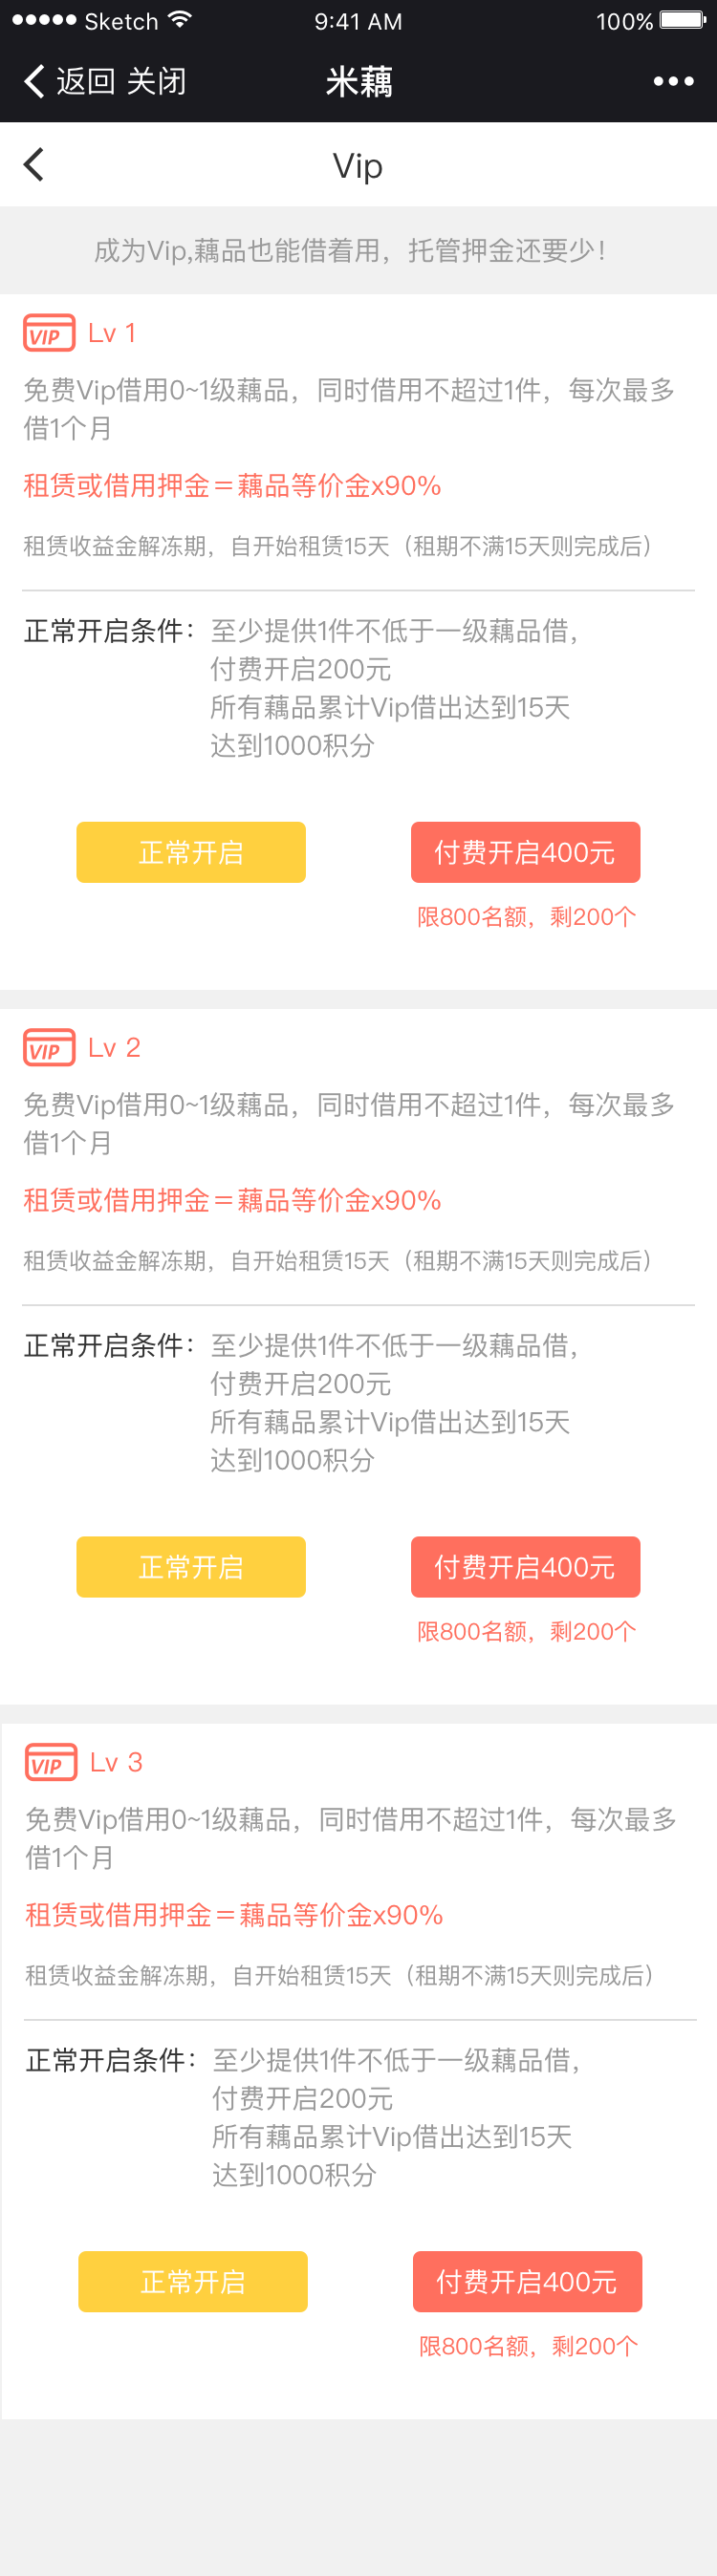 Sketch 9:41 AM 100%
返回 关闭 米藕
Vip
成为Vip,藕品也能借着用，托管押金还要少！
VIP Lv 1
免费Vip借用0~1级藕品，同时借用不超过1件，每次最多
借1个月
租赁或借用押金＝藕品等价金x90%
租赁收益金解冻期，自开始租赁15天（租期不满15天则完成后）
正常开启条件：至少提供1件不低于一级藕品借，
付费开启200元
所有藕品累计Vip借出达到15天
达到1000积分
正常开启 付费开启400元
限800名额，剩200个
VIP Lv 2
免费Vip借用0~1级藕品，同时借用不超过1件，每次最多
借1个月
租赁或借用押金＝藕品等价金x90%
租赁收益金解冻期，自开始租赁15天（租期不满15天则完成后）
正常开启条件：至少提供1件不低于一级藕品借，
付费开启200元
所有藕品累计Vip借出达到15天
达到1000积分
正常开启 付费开启400元
限800名额，剩200个
VIP Lv 3
免费Vip借用0~1级藕品，同时借用不超过1件，每次最多
借1个月
租赁或借用押金＝藕品等价金x90%
租赁收益金解冻期，自开始租赁15天（租期不满15天则完成后）
正常开启条件：至少提供1件不低于一级藕品借，
付费开启200元
所有藕品累计Vip借出达到15天
达到1000积分
正常开启 付费开启400元
限800名额，剩200个